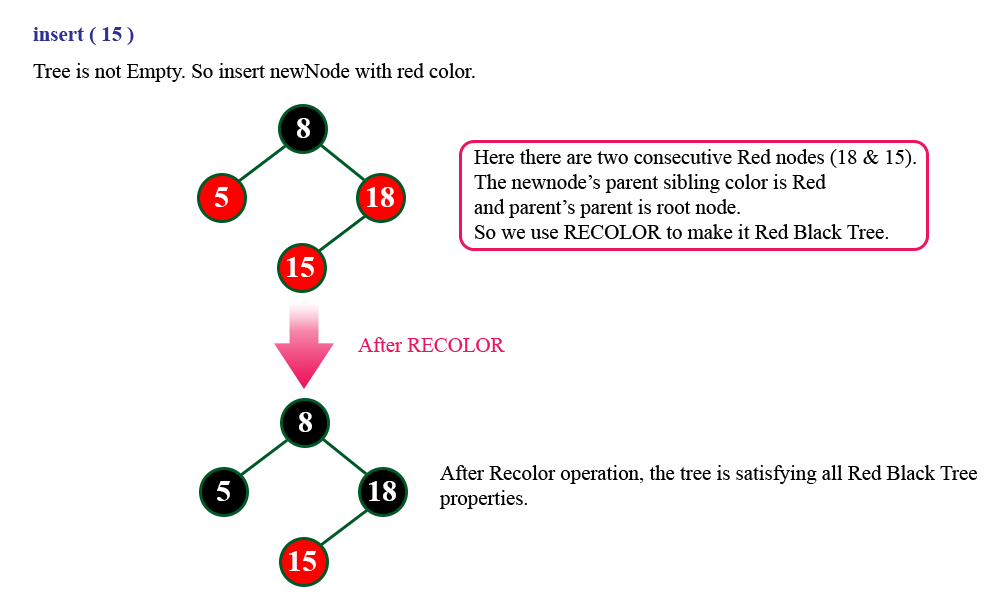 insert ( 15 )
Tree is not Empty. So insert newNode with red color.
8
5
18
15
Here there are two consecutive Red nodes (18 & 15).
The newnode’s parent sibling color is Red
and parent’s parent is root node.
So we use RECOLOR to make it Red Black Tree.
After RECOLOR
8
5
18
15
After Recolor operation, the tree is satisfying all Red Black Tree
properties.